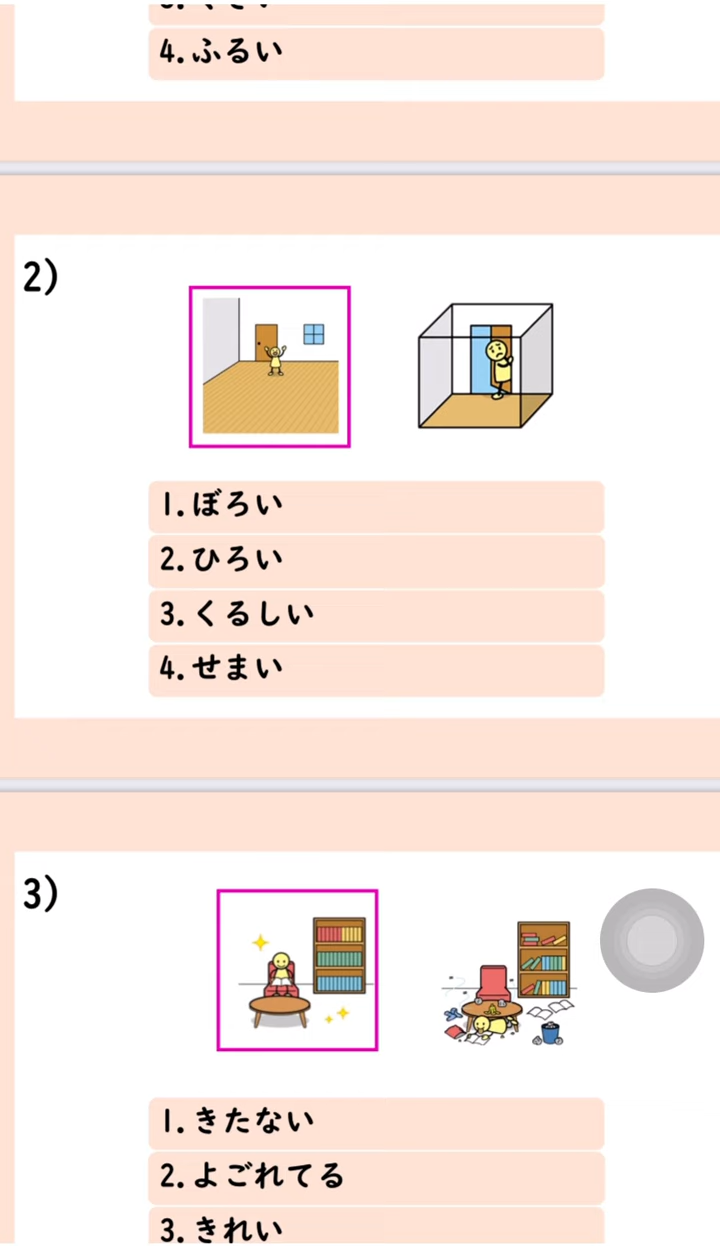 4.ふるい
2)
1.ぼろい
2.ひろい
3.くるしい
4.せまい
3)
1.きたない
2.よごれてる
3.きれい